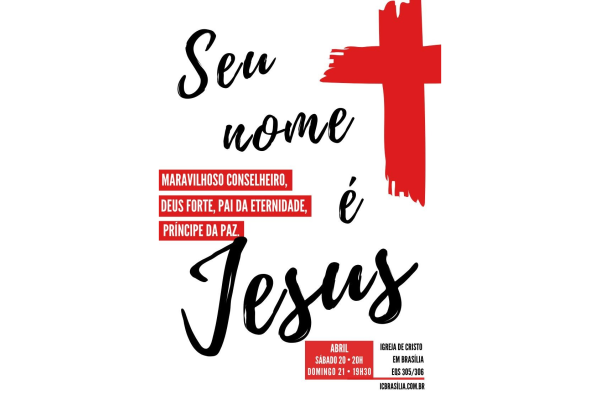 Seu
nome
MARAVILHOSO CONSELHEIRO,
DEUS FORTE, PAI DA ETERNIDADE,
PRÍNCIPE DA PAZ.
é
Jesus
ABRIL
SÁBADO 20 • 20H
DOMINGO 21 • 19H30
IGREJA DE CRISTO
EM BRASÍLIA
EQS 305/306
ICBRASÍLIA.COM.BR